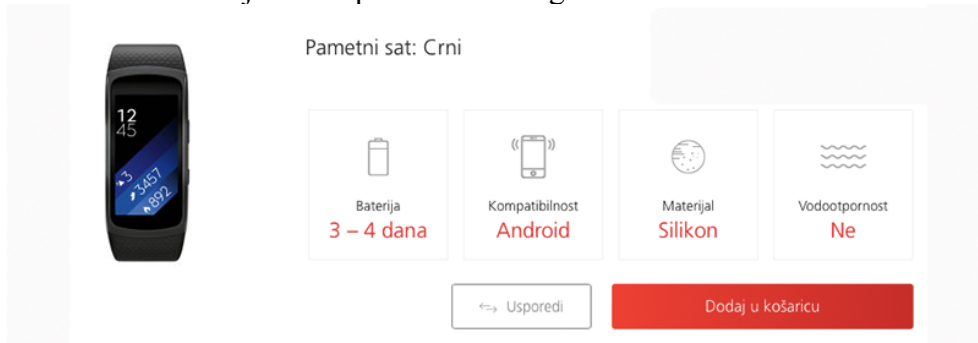 Pametni sat: Crni
12
45
3
3457
892
Baterija
3 – 4 dana
Kompatibilnost
Android
Materijal
Silikon
Vodootpornost
Ne
Usporedi
Dodaj u košaricu